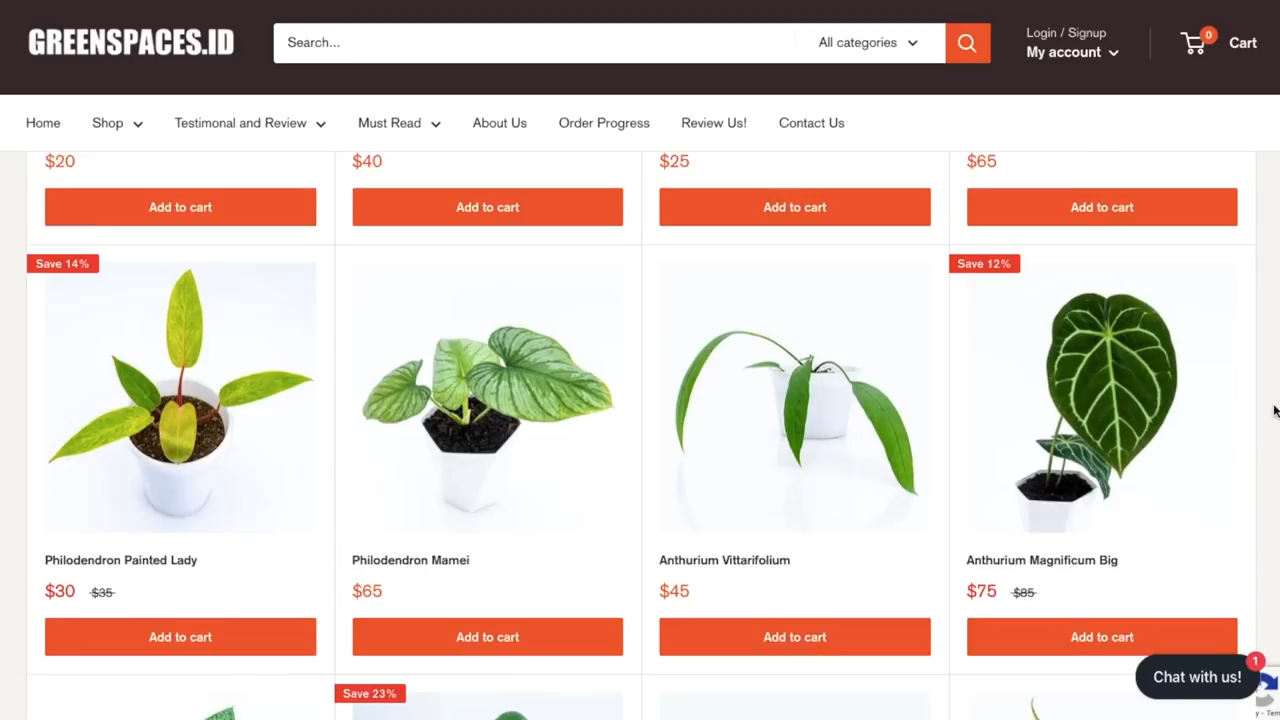 GREENSPACES.ID
Search...
All categories
Login / Signup
My account
0
Cart
Home
Shop
Testimonal and Review
Must Read
About Us
Order Progress
Review Us!
Contact Us
$20
$40
$25
$65
Add to cart
Add to cart
Add to cart
Add to cart
Save 14%
Save 12%
Philodendron Painted Lady
Philodendron Mamei
Anthurium Vittarifolium
Anthurium Magnificum Big
$30 $35
$65
$45
$75 $85
Add to cart
Add to cart
Add to cart
Add to cart
Chat with us!
1
Save 23%